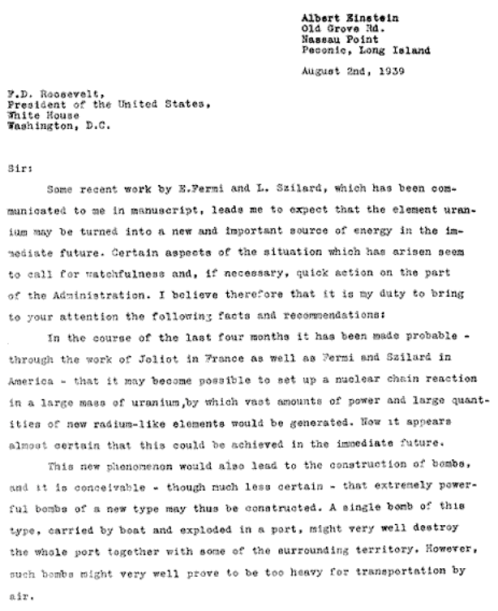 Albert Einstein
Old Grove Rd.
Nassau Point
Peconic, Long Island
August 2nd, 1939
F.D. Roosevelt,
President of the United States,
White House
Washington, D.C.
Sir:
Some recent work by E.Fermi and L. Szilard, which has been com-
municated to me in manuscript, leads me to expect that the element uran-
ium may be turned into a new and important source of energy in the im-
mediate future. Certain aspects of the situation which has arisen seem
to call for watchfulness and, if necessary, quick action on the part
of the Administration. I believe therefore that it is my duty to bring
to your attention the following facts and recommendations:
In the course of the last four months it has been made probable -
through the work of Joliot in France as well as Fermi and Szilard in
America - that it may become possible to set up a nuclear chain reaction
in a large mass of uranium,by which vast amounts of power and large quant-
ities of new radium-like elements would be generated. Now it appears
almost certain that this could be achieved in the immediate future.
This new phenomenon would also lead to the construction of bombs,
and it is conceivable - though much less certain - that extremely power-
ful bombs of a new type may thus be constructed. A single bomb of this
type, carried by boat and exploded in a port, might very well destroy
the whole port together with some of the surrounding territory. However,
such bombs might very well prove to be too heavy for transportation by
air.